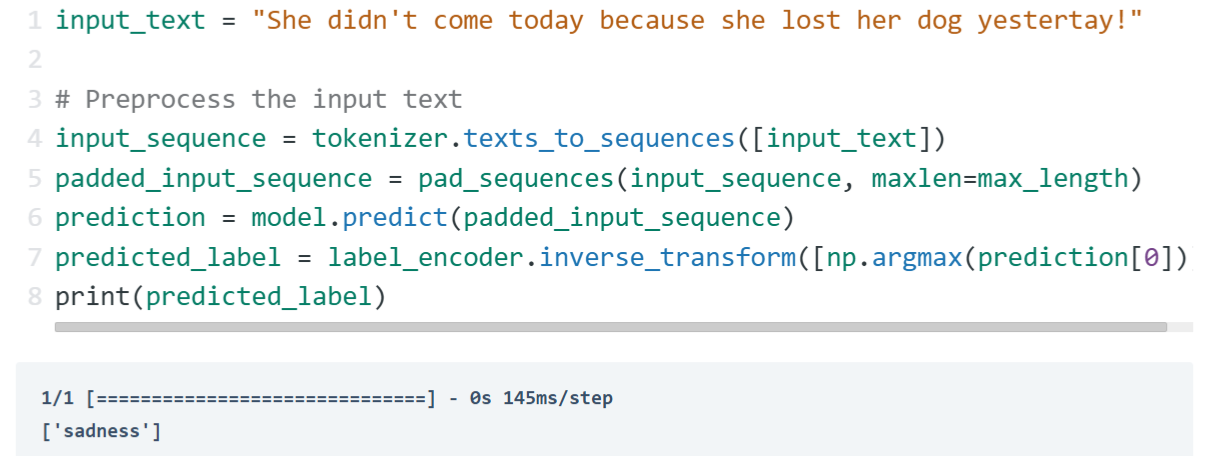 1 input_text = "She didn't come today because she lost her dog yestertay!"
2
3 # Preprocess the input text
4 input_sequence = tokenizer.texts_to_sequences([input_text])
5 padded_input_sequence = pad_sequences(input_sequence, maxlen=max_length)
6 prediction = model.predict(padded_input_sequence)
7 predicted_label = label_encoder.inverse_transform([np.argmax(prediction[0])
8 print(predicted_label)
1/1 [==============================] - 0s 145ms/step
['sadness']